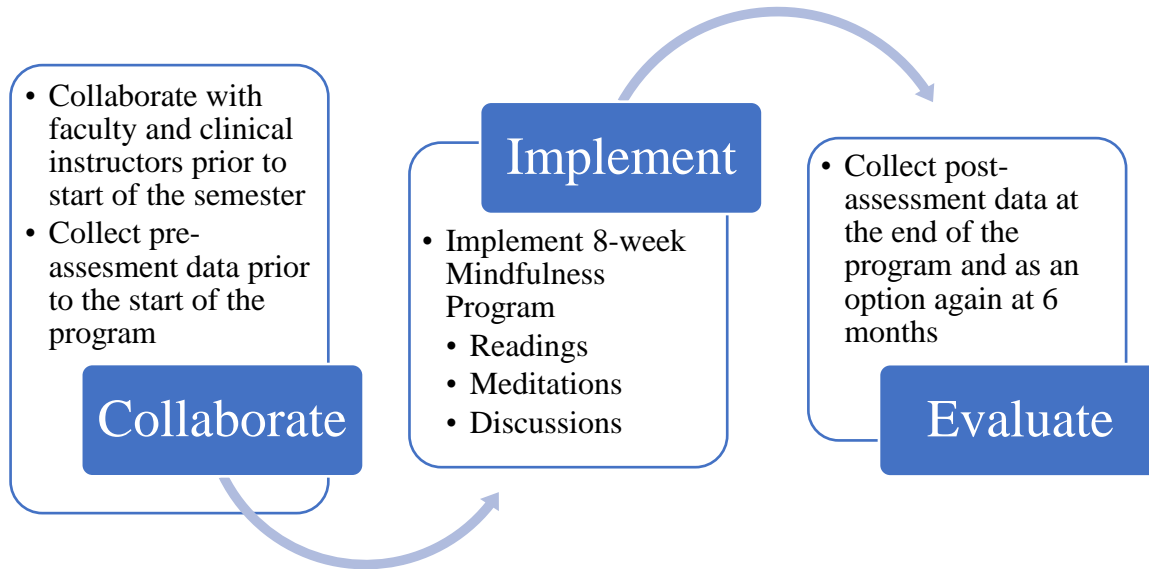 • Collaborate with
faculty and clinical
instructors prior to
start of the semester
• Collect pre-
assesment data prior
to the start of the
program
Collaborate
Implement
• Implement 8-week
Mindfulness
Program
• Readings
• Meditations
• Discussions
• Collect post-
assessment data at
the end of the
program and as an
option again at 6
months
Evaluate